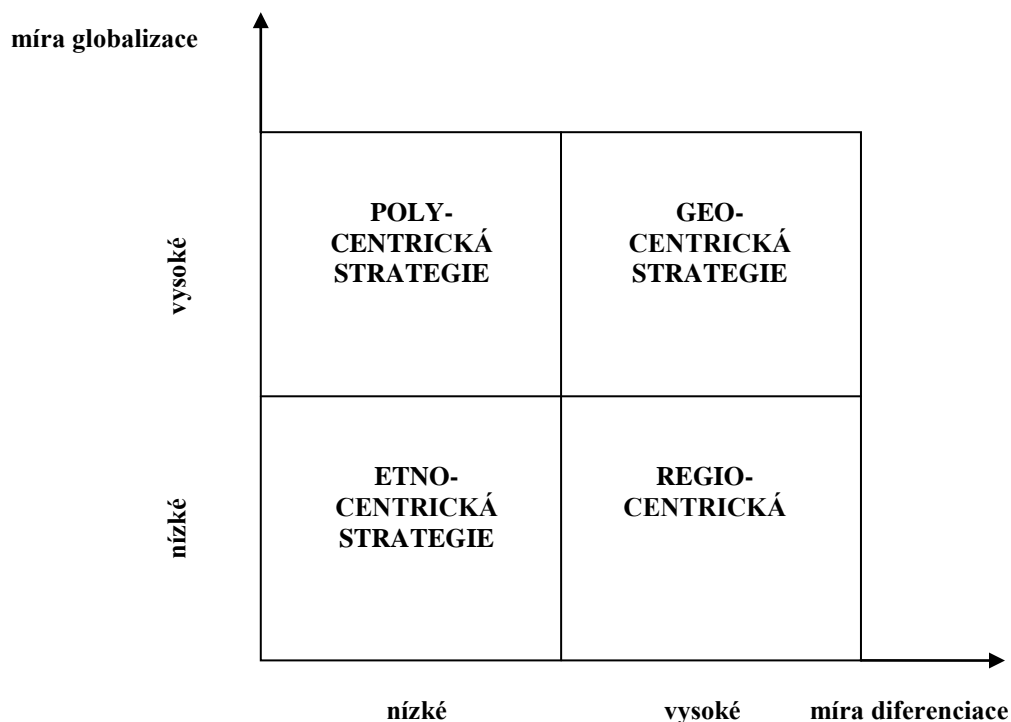 míra globalizace
vysoké
POLY-
CENTRICKÁ
STRATEGIE
GEO-
CENTRICKÁ
STRATEGIE
nízké
ETNO-
CENTRICKÁ
STRATEGIE
REGIO-
CENTRICKÁ
nízké
vysoké
míra diferenciace